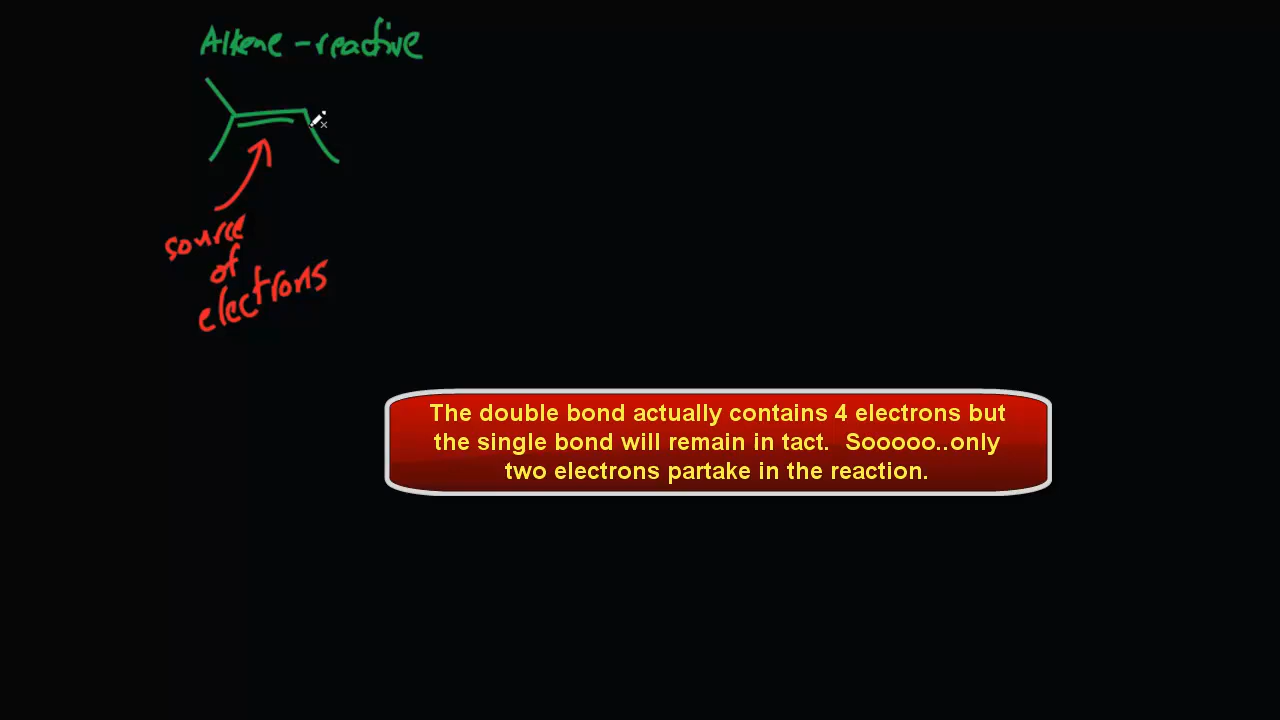 Alkene - reactive
source
of
electrons
The double bond actually contains 4 electrons but
the single bond will remain in tact.  Sooooo..only
two electrons partake in the reaction.